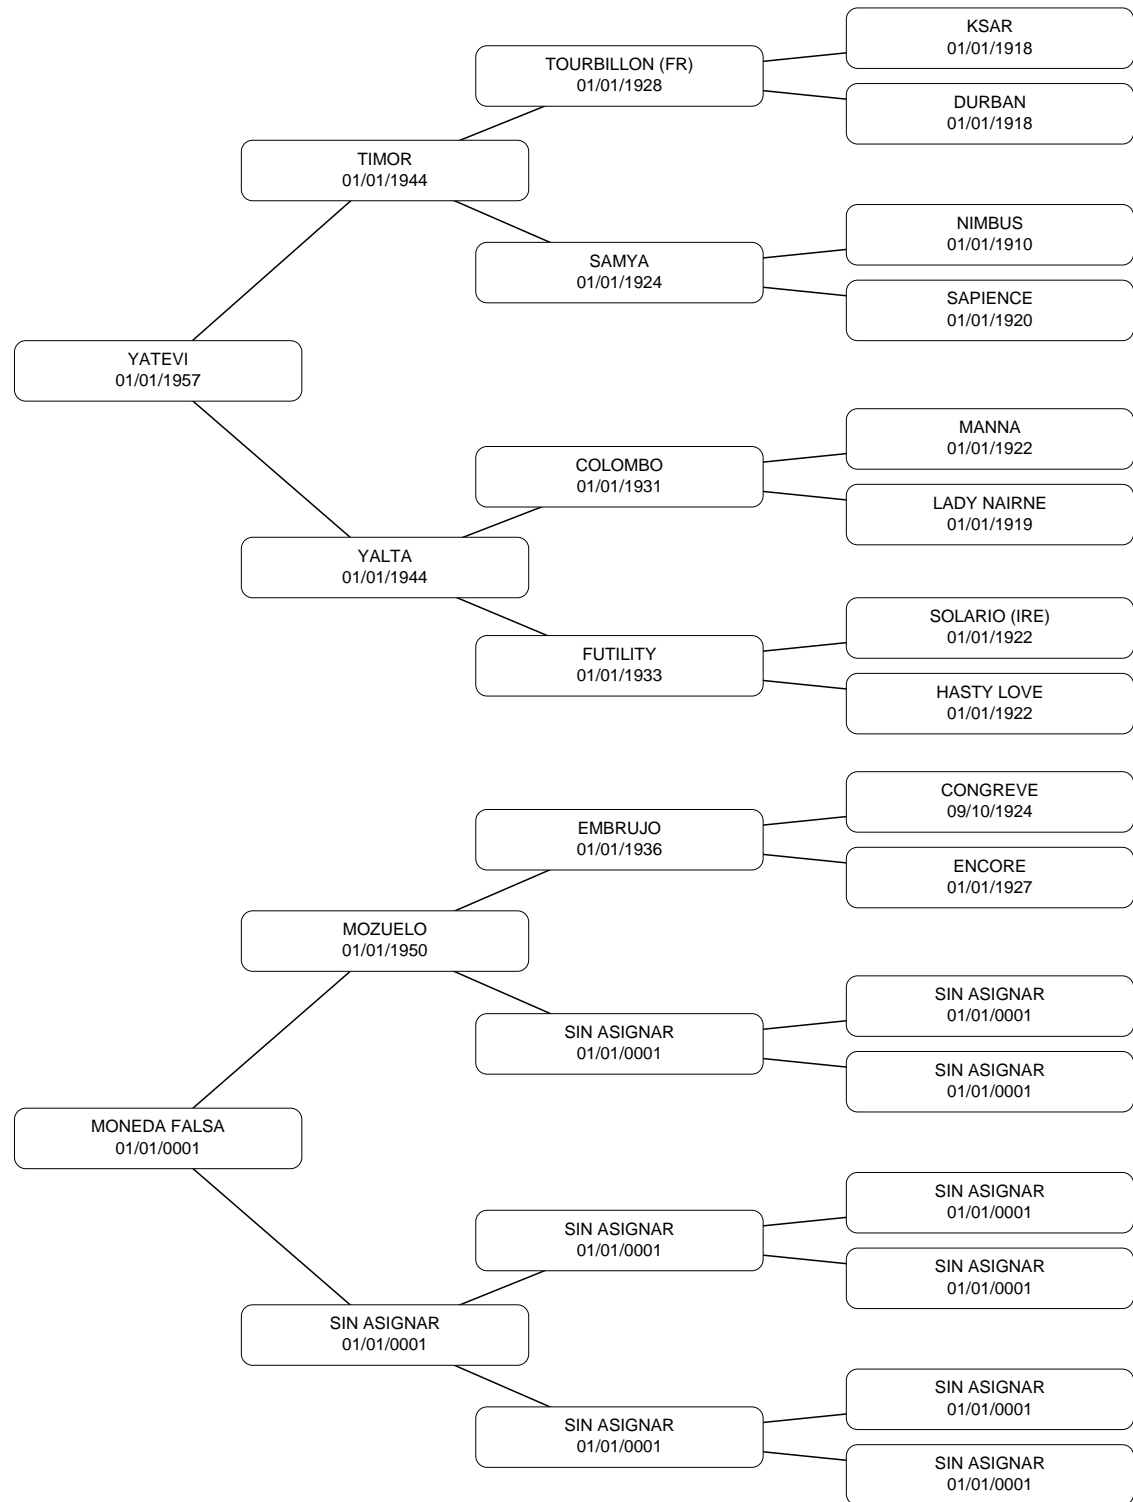 KSAR
01/01/1918
TOURBILLON (FR)
01/01/1928
DURBAN
01/01/1918
TIMOR
01/01/1944
NIMBUS
01/01/1910
SAMYA
01/01/1924
SAPIENCE
01/01/1920
YATEVI
01/01/1957
MANNA
01/01/1922
COLOMBO
01/01/1931
LADY NAIRNE
01/01/1919
YALTA
01/01/1944
SOLARIO (IRE)
01/01/1922
FUTILITY
01/01/1933
HASTY LOVE
01/01/1922
CONGREVE
09/10/1924
EMBRUJO
01/01/1936
ENCORE
01/01/1927
MOZUELO
01/01/1950
SIN ASIGNAR
01/01/0001
SIN ASIGNAR
01/01/0001
SIN ASIGNAR
01/01/0001
MONEDA FALSA
01/01/0001
SIN ASIGNAR
01/01/0001
SIN ASIGNAR
01/01/0001
SIN ASIGNAR
01/01/0001
SIN ASIGNAR
01/01/0001
SIN ASIGNAR
01/01/0001
SIN ASIGNAR
01/01/0001
SIN ASIGNAR
01/01/0001